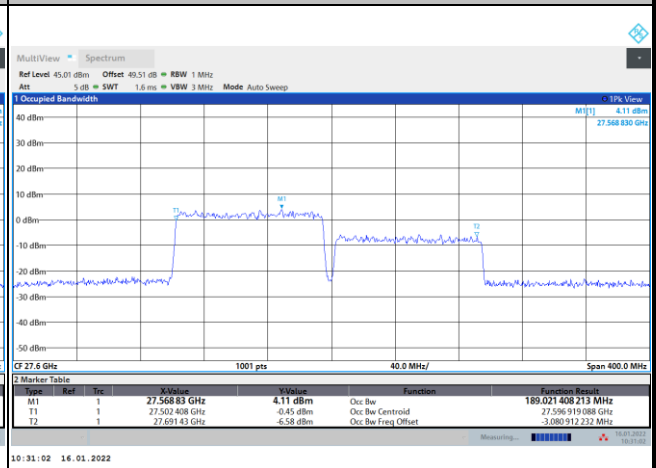 MultiView Spectrum
Ref Level 45.01 dBm Offset 49.51 dB RBW 1 MHz
Att 5 dB SWT 1.6 ms VBW 3 MHz Mode Auto Sweep
1 Occupied Bandwidth 1Pk View
M1[1] 4.11 dBm
27.568 830 GHz
40 dBm
30 dBm
20 dBm
10 dBm
M1
T1
0 dBm
T2
-10 dBm
-20 dBm
-30 dBm
-40 dBm
-50 dBm
CF 27.6 GHz 1001 pts 40.0 MHz/ Span 400.0 MHz
2 Marker Table
Type Ref Trc X-Value Y-Value Function Function Result
M1 1 27.568 83 GHz 4.11 dBm Occ Bw 189.021 408 213 MHz
T1 1 27.502 408 GHz -0.45 dBm Occ Bw Centroid 27.596 919 088 GHz
T2 1 27.691 43 GHz -6.58 dBm Occ Bw Freq Offset -3.080 912 232 MHz
Measuring... 16.01.2022
10:31:02
10:31:02 16.01.2022